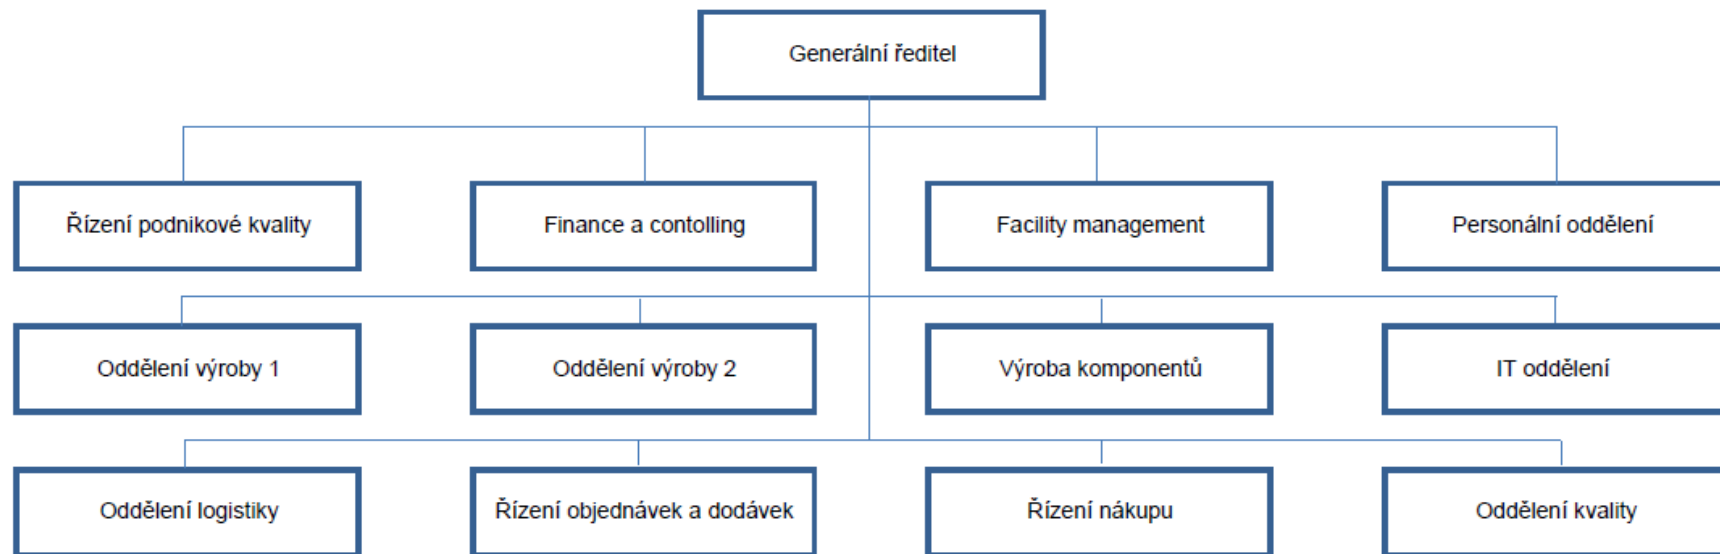 Generální ředitel
Řízení podnikové kvality
Finance a contolling
Facility management
Personální oddělení
Oddělení výroby 1
Oddělení výroby 2
Výroba komponentů
IT oddělení
Oddělení logistiky
Řízení objednávek a dodávek
Řízení nákupu
Oddělení kvality